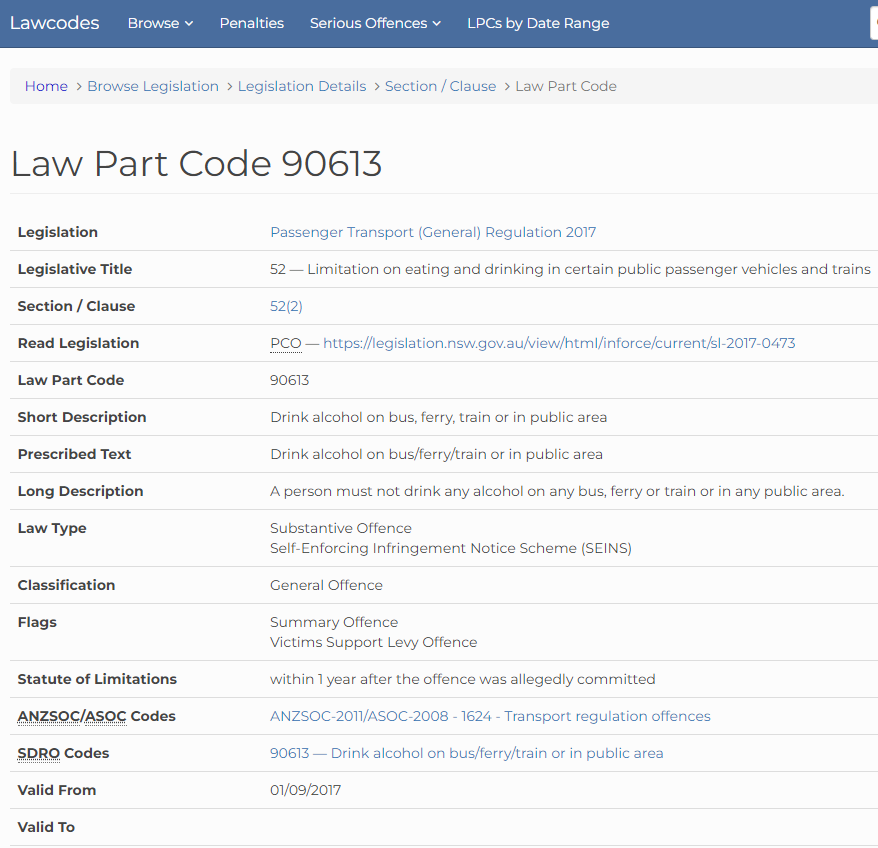 Lawcodes Browse Penalties Serious Offences LPCs by Date Range
Home > Browse Legislation > Legislation Details > Section / Clause > Law Part Code
Law Part Code 90613
Legislation Passenger Transport (General) Regulation 2017
Legislative Title 52 — Limitation on eating and drinking in certain public passenger vehicles and trains
Section / Clause 52(2)
Read Legislation PCO — https://legislation.nsw.gov.au/view/html/inforce/current/sl-2017-0473
Law Part Code 90613
Short Description Drink alcohol on bus, ferry, train or in public area
Prescribed Text Drink alcohol on bus/ferry/train or in public area
Long Description A person must not drink any alcohol on any bus, ferry or train or in any public area.
Law Type Substantive Offence
Self-Enforcing Infringement Notice Scheme (SEINS)
Classification General Offence
Flags Summary Offence
Victims Support Levy Offence
Statute of Limitations within 1 year after the offence was allegedly committed
ANZSOC/ASOC Codes ANZSOC-2011/ASOC-2008 - 1624 - Transport regulation offences
SDRO Codes 90613 — Drink alcohol on bus/ferry/train or in public area
Valid From 01/09/2017
Valid To